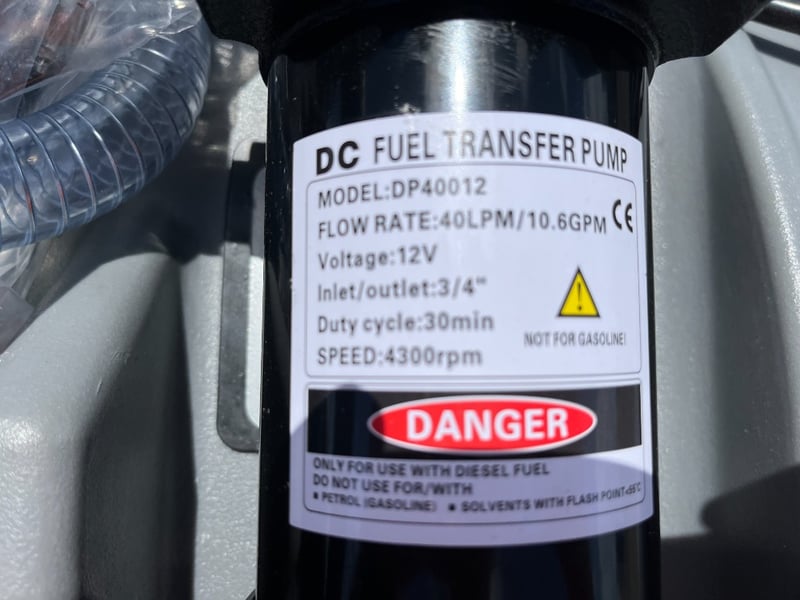 DC FUEL TRANSFER PUMP
MODEL:DP40012
FLOW RATE:40LPM/10.6GPM CE
Voltage:12V
Inlet/outlet:3/4"
Duty cycle:30min
NOT FOR GASOLINE!
SPEED:4300rpm
DANGER
ONLY FOR USE WITH DIESEL FUEL
DO NOT USE FOR/WITH
■ PETROL (GASOLINE) ■ SOLVENTS WITH FLASH POINT<55℃